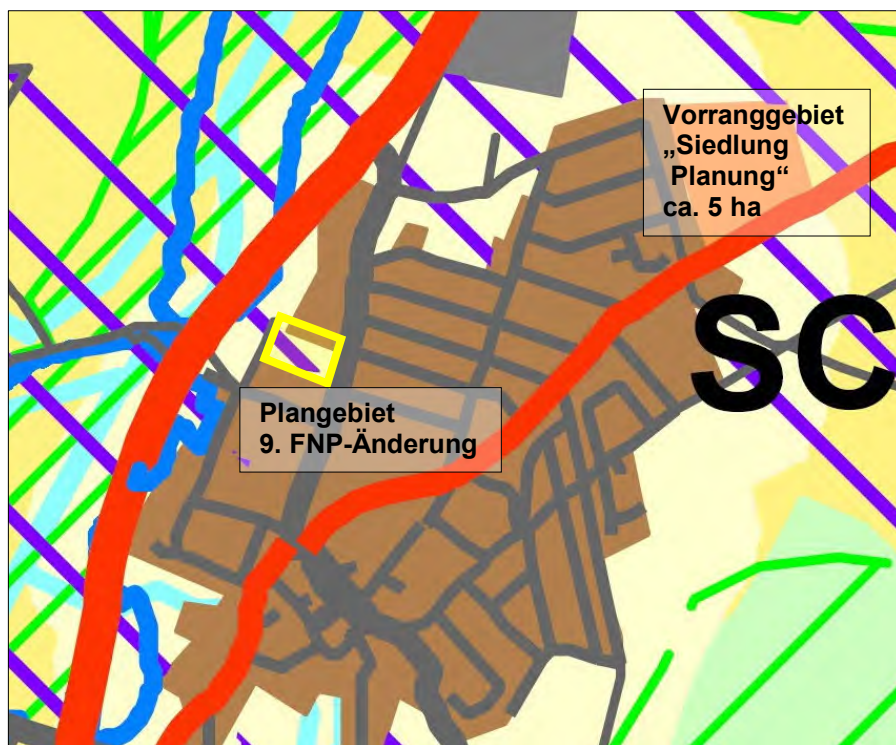 Vorranggebiet
„Siedlung
Planung“
ca. 5 ha
SC
Plangebiet
9. FNP-Änderung